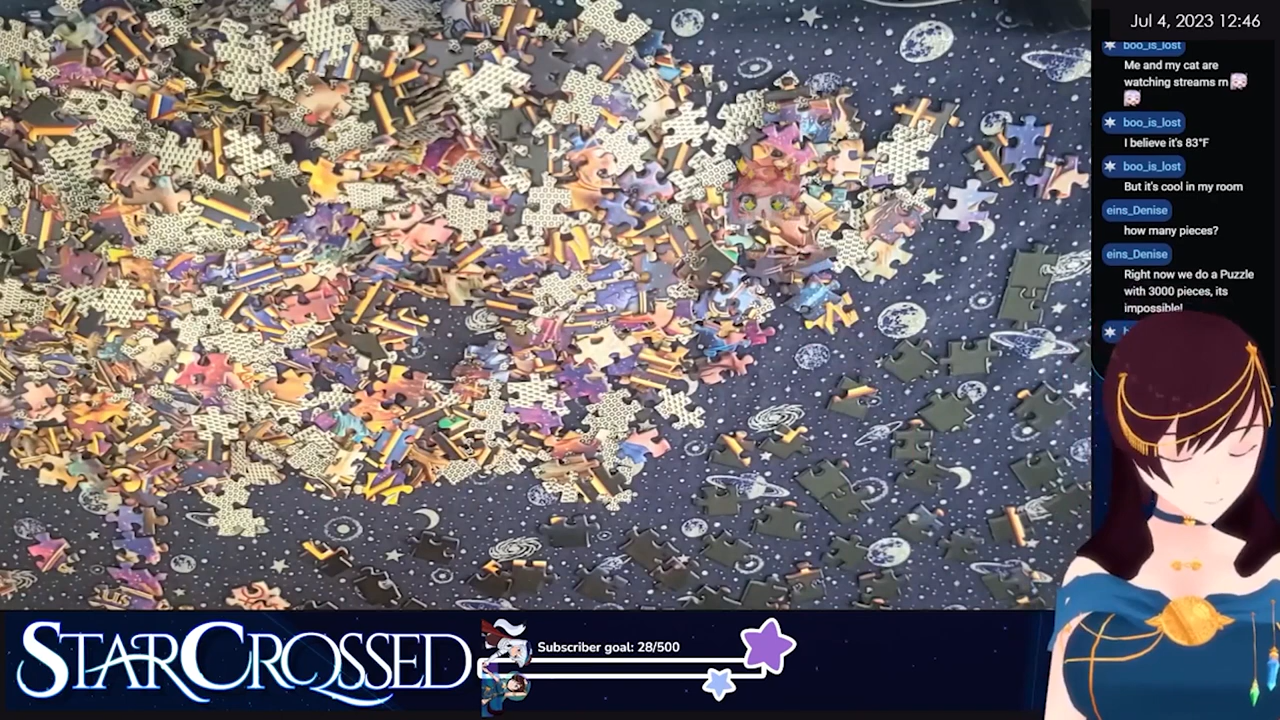 Jul 4, 2023 12:46
boo_is_lost
Me and my cat are
watching streams rn
boo_is_lost
I believe it's 83°F
boo_is_lost
But it's cool in my room
eins_Denise
how many pieces?
eins_Denise
Right now we do a Puzzle
with 3000 pieces, its
impossible!
STARCROSSED
Subscriber goal: 28/500